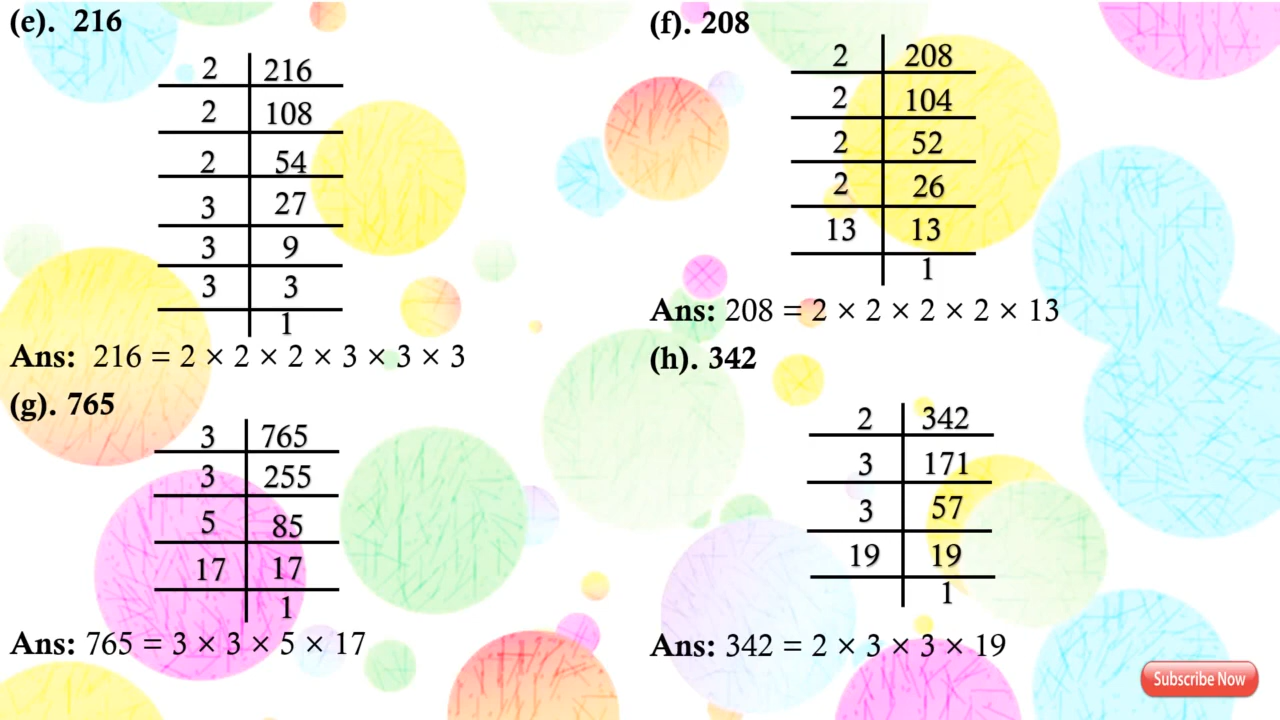 (e). 216
2 216
2 108
2 54
3 27
3 9
3 3
1
Ans: 216 = 2 × 2 × 2 × 3 × 3 × 3
(f). 208
2 208
2 104
2 52
2 26
13 13
1
Ans: 208 = 2 × 2 × 2 × 2 × 13
(g). 765
3 765
3 255
5 85
17 17
1
Ans: 765 = 3 × 3 × 5 × 17
(h). 342
2 342
3 171
3 57
19 19
1
Ans: 342 = 2 × 3 × 3 × 19
Subscribe Now